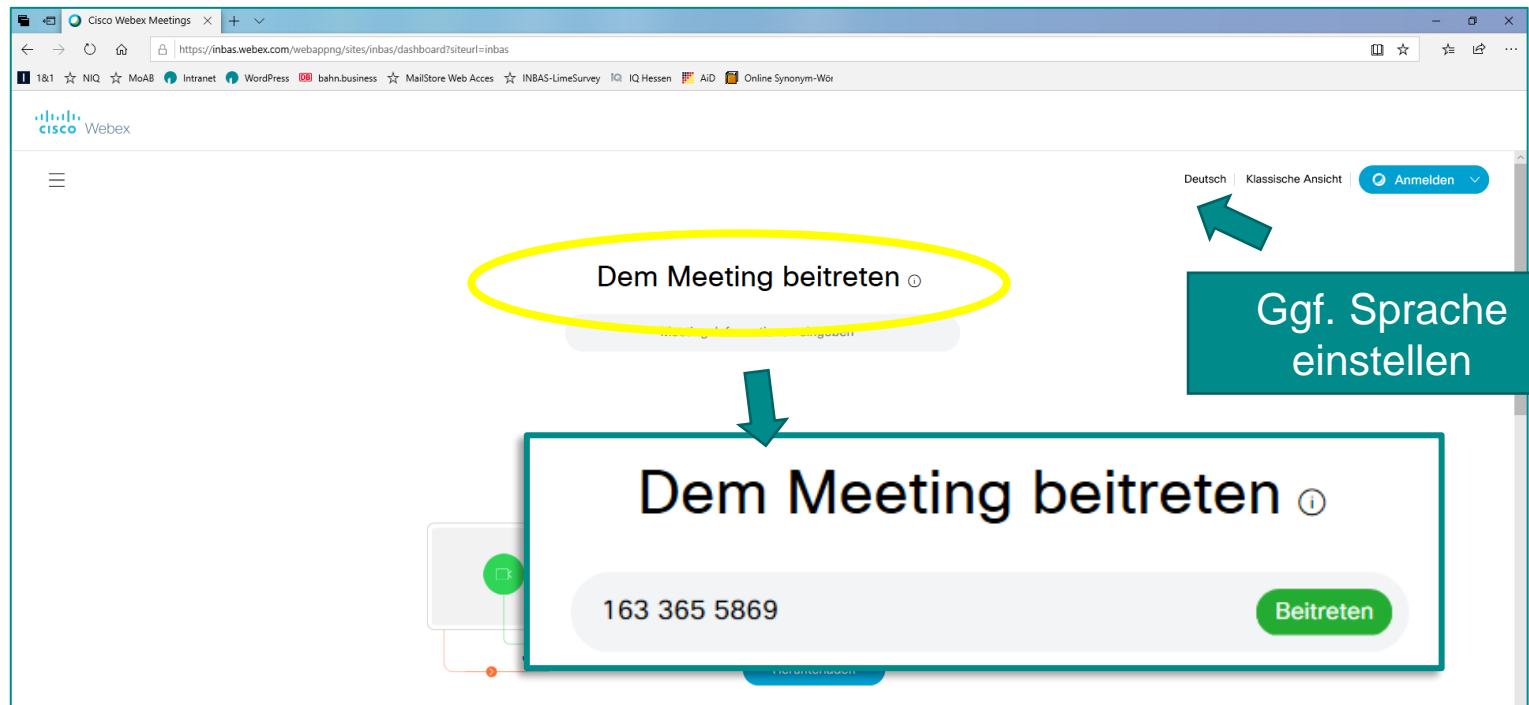 Cisco Webex Meetings
https://inbas.webex.com/webappng/sites/inbas/dashboard?siteurl=inbas
1&1 NIQ MoAB Intranet WordPress bahn.business MailStore Web Acces INBAS-LimeSurvey IQ Hessen AiD Online Synonym-Wör
cisco Webex
Deutsch Klassische Ansicht Anmelden
Dem Meeting beitreten
Ggf. Sprache
einstellen
Dem Meeting beitreten
163 365 5869 Beitreten